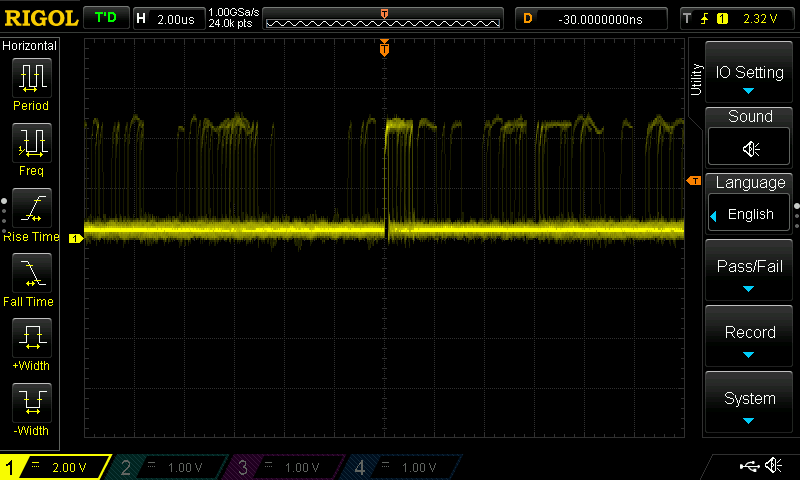 RIGOL T'D H 2.00us 1.00GSa/s
24.0k pts T D -30.0000000ns T 1 2.32 V
Horizontal
T
Utility
IO Setting
Period
Sound
Freq
T
Language
English
Rise Time
1
Pass/Fail
Fall Time
Record
+Width
System
-Width
1 2.00 V 2 1.00 V 3 1.00 V 4 1.00 V